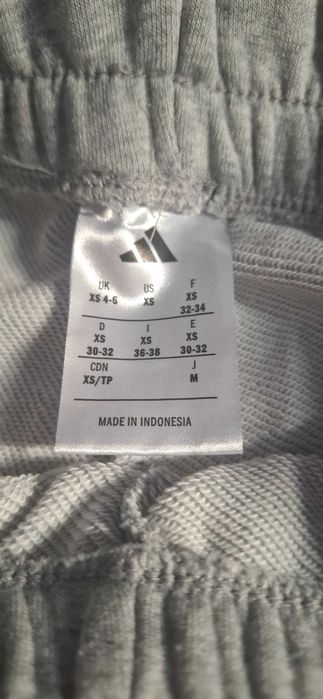 UK US F
XS 4-6 XS XS
32-34
D I E
XS XS XS
30-32 36-38 30-32
CDN J
XS/TP M
MADE IN INDONESIA